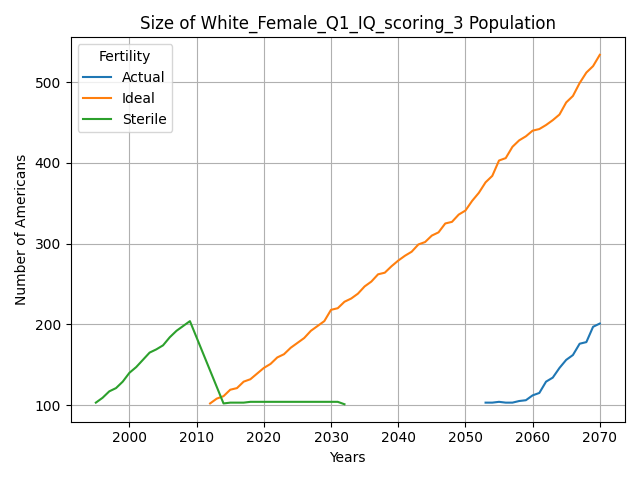 Size of White_Female_Q1_IQ_scoring_3 Population
Fertility
Actual
Ideal
Sterile
Number of Americans
500
400
300
200
100
2000
2010
2020
2030
2040
2050
2060
2070
Years